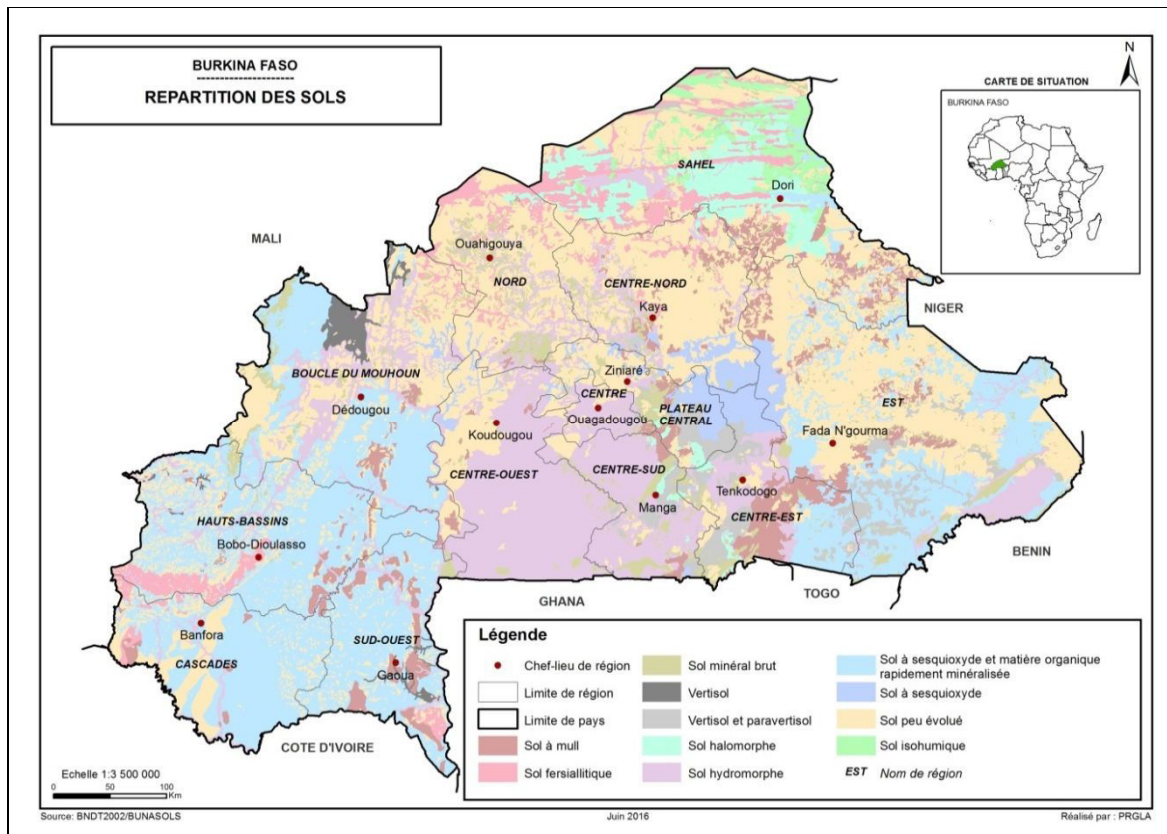 BURKINA FASO
---------------------
REPARTITION DES SOLS
N
CARTE DE SITUATION
BURKINA FASO
SAHEL
Dori
MALI
Ouahigouya
NORD
CENTRE-NORD
Kaya
NIGER
BOUCLE DU MOUHOUN
Dédougou
Ziniaré
CENTRE
Ouagadougou
PLATEAU
CENTRAL
EST
Koudougou
Fada N'gourma
CENTRE-OUEST
CENTRE-SUD
Tenkodogo
Manga
CENTRE-EST
HAUTS-BASSINS
Bobo-Dioulasso
BENIN
GHANA
TOGO
Banfora
SUD-OUEST
CASCADES
Gaoua
COTE D'IVOIRE
Légende
Chef-lieu de région
Limite de région
Limite de pays
Sol à mull
Sol fersiallitique
Sol minéral brut
Vertisol
Vertisol et paravertisol
Sol halomorphe
Sol hydromorphe
Sol à sesquioxyde et matière organique
rapidement minéralisée
Sol à sesquioxyde
Sol peu évolué
Sol isohumique
EST Nom de région
Echelle 1:3 500 000
0 50 100
Km
Source: BNDT2002/BUNASOLS
Juin 2016
Réalisé par : PRGLA